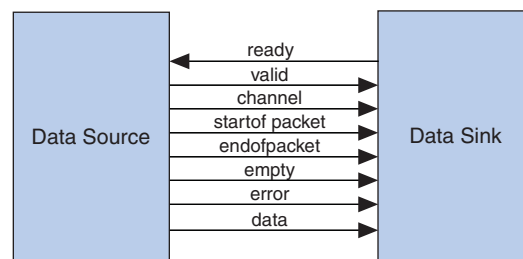 Data Source
ready
valid
channel
startof packet
endofpacket
empty
error
data
Data Sink